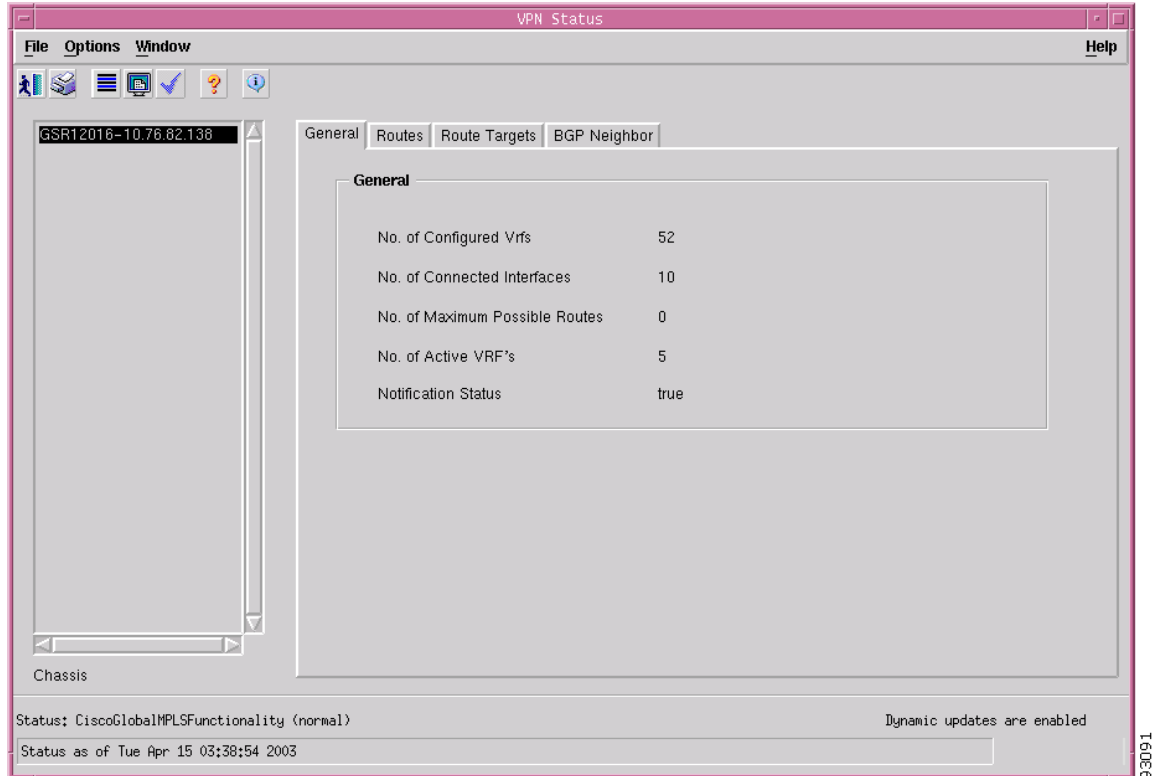 VPN Status
File Options Window Help
GSR12016-10.76.82.138
General Routes Route Targets BGP Neighbor
General
No. of Configured Vrfs 52
No. of Connected Interfaces 10
No. of Maximum Possible Routes 0
No. of Active VRF's 5
Notification Status true
Chassis
Status: CiscoGlobalMPLSFunctionality (normal) Dynamic updates are enabled
Status as of Tue Apr 15 03:38:54 2003
93091